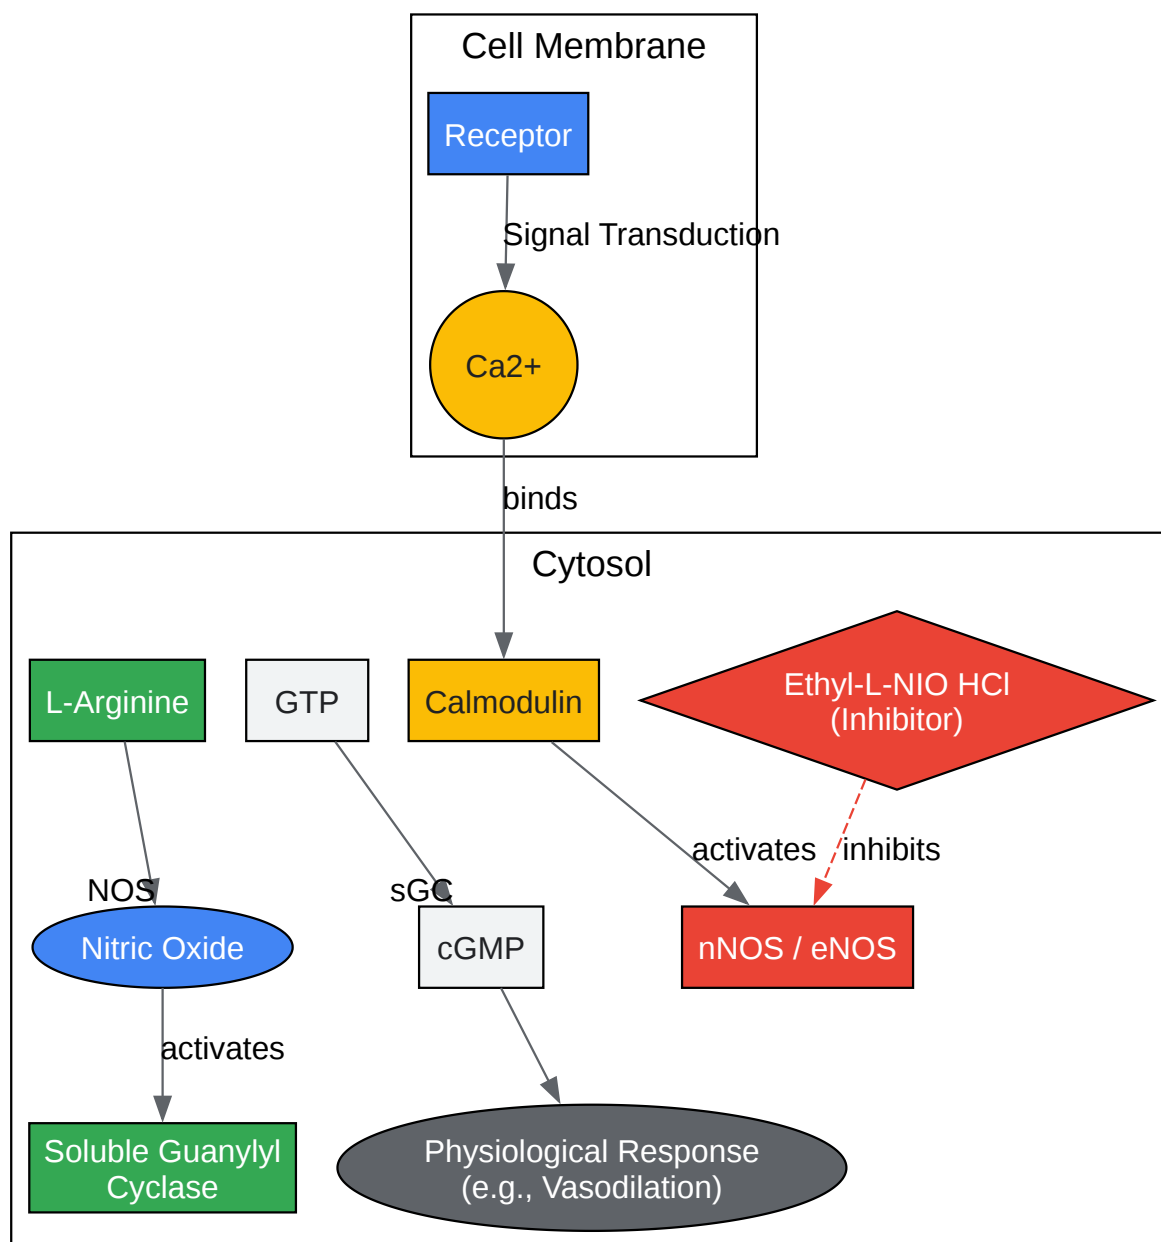 Cell Membrane
Receptor
Signal Transduction
Ca2+
binds
Cytosol
L-Arginine
GTP
Calmodulin
Ethyl-L-NIO HCl
(Inhibitor)
activates
inhibits
NOS
sGC
Nitric Oxide
cGMP
nNOS / eNOS
activates
Soluble Guanylyl
Cyclase
Physiological Response
(e.g., Vasodilation)